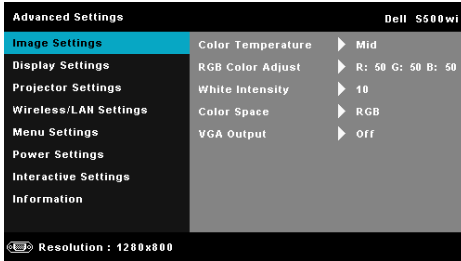 Advanced Settings Dell S500wi
Image Settings Color Temperature Mid
Display Settings RGB Color Adjust R: 50 G: 50 B: 50
Projector Settings White Intensity 10
Wireless/LAN Settings Color Space RGB
Menu Settings VGA Output Off
Power Settings
Interactive Settings
Information
Resolution : 1280x800